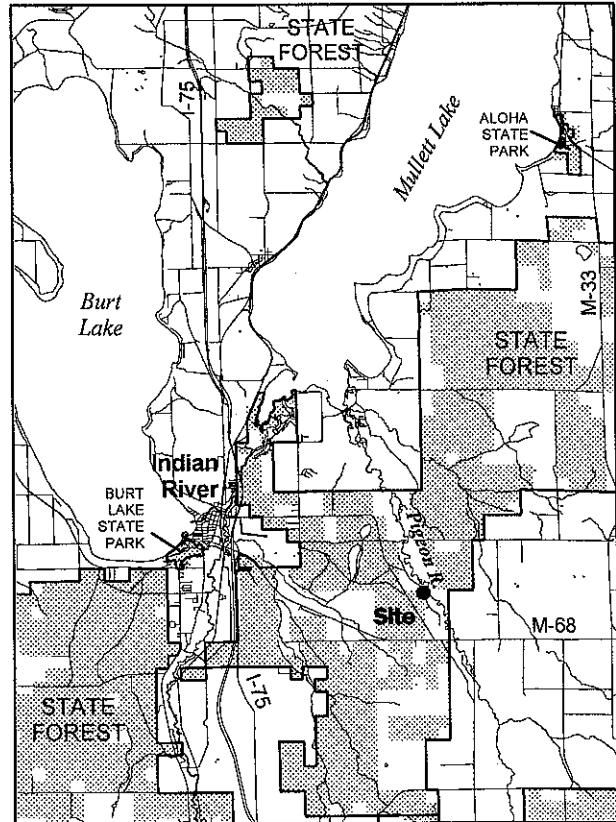 STATE
FOREST
I-75
Mullett Lake
ALOHA
STATE
PARK
M-33
Burt
Lake
STATE
FOREST
Indian
River
BURT
LAKE
STATE
PARK
Pigeon R.
Site
M-68
I-75
STATE
FOREST